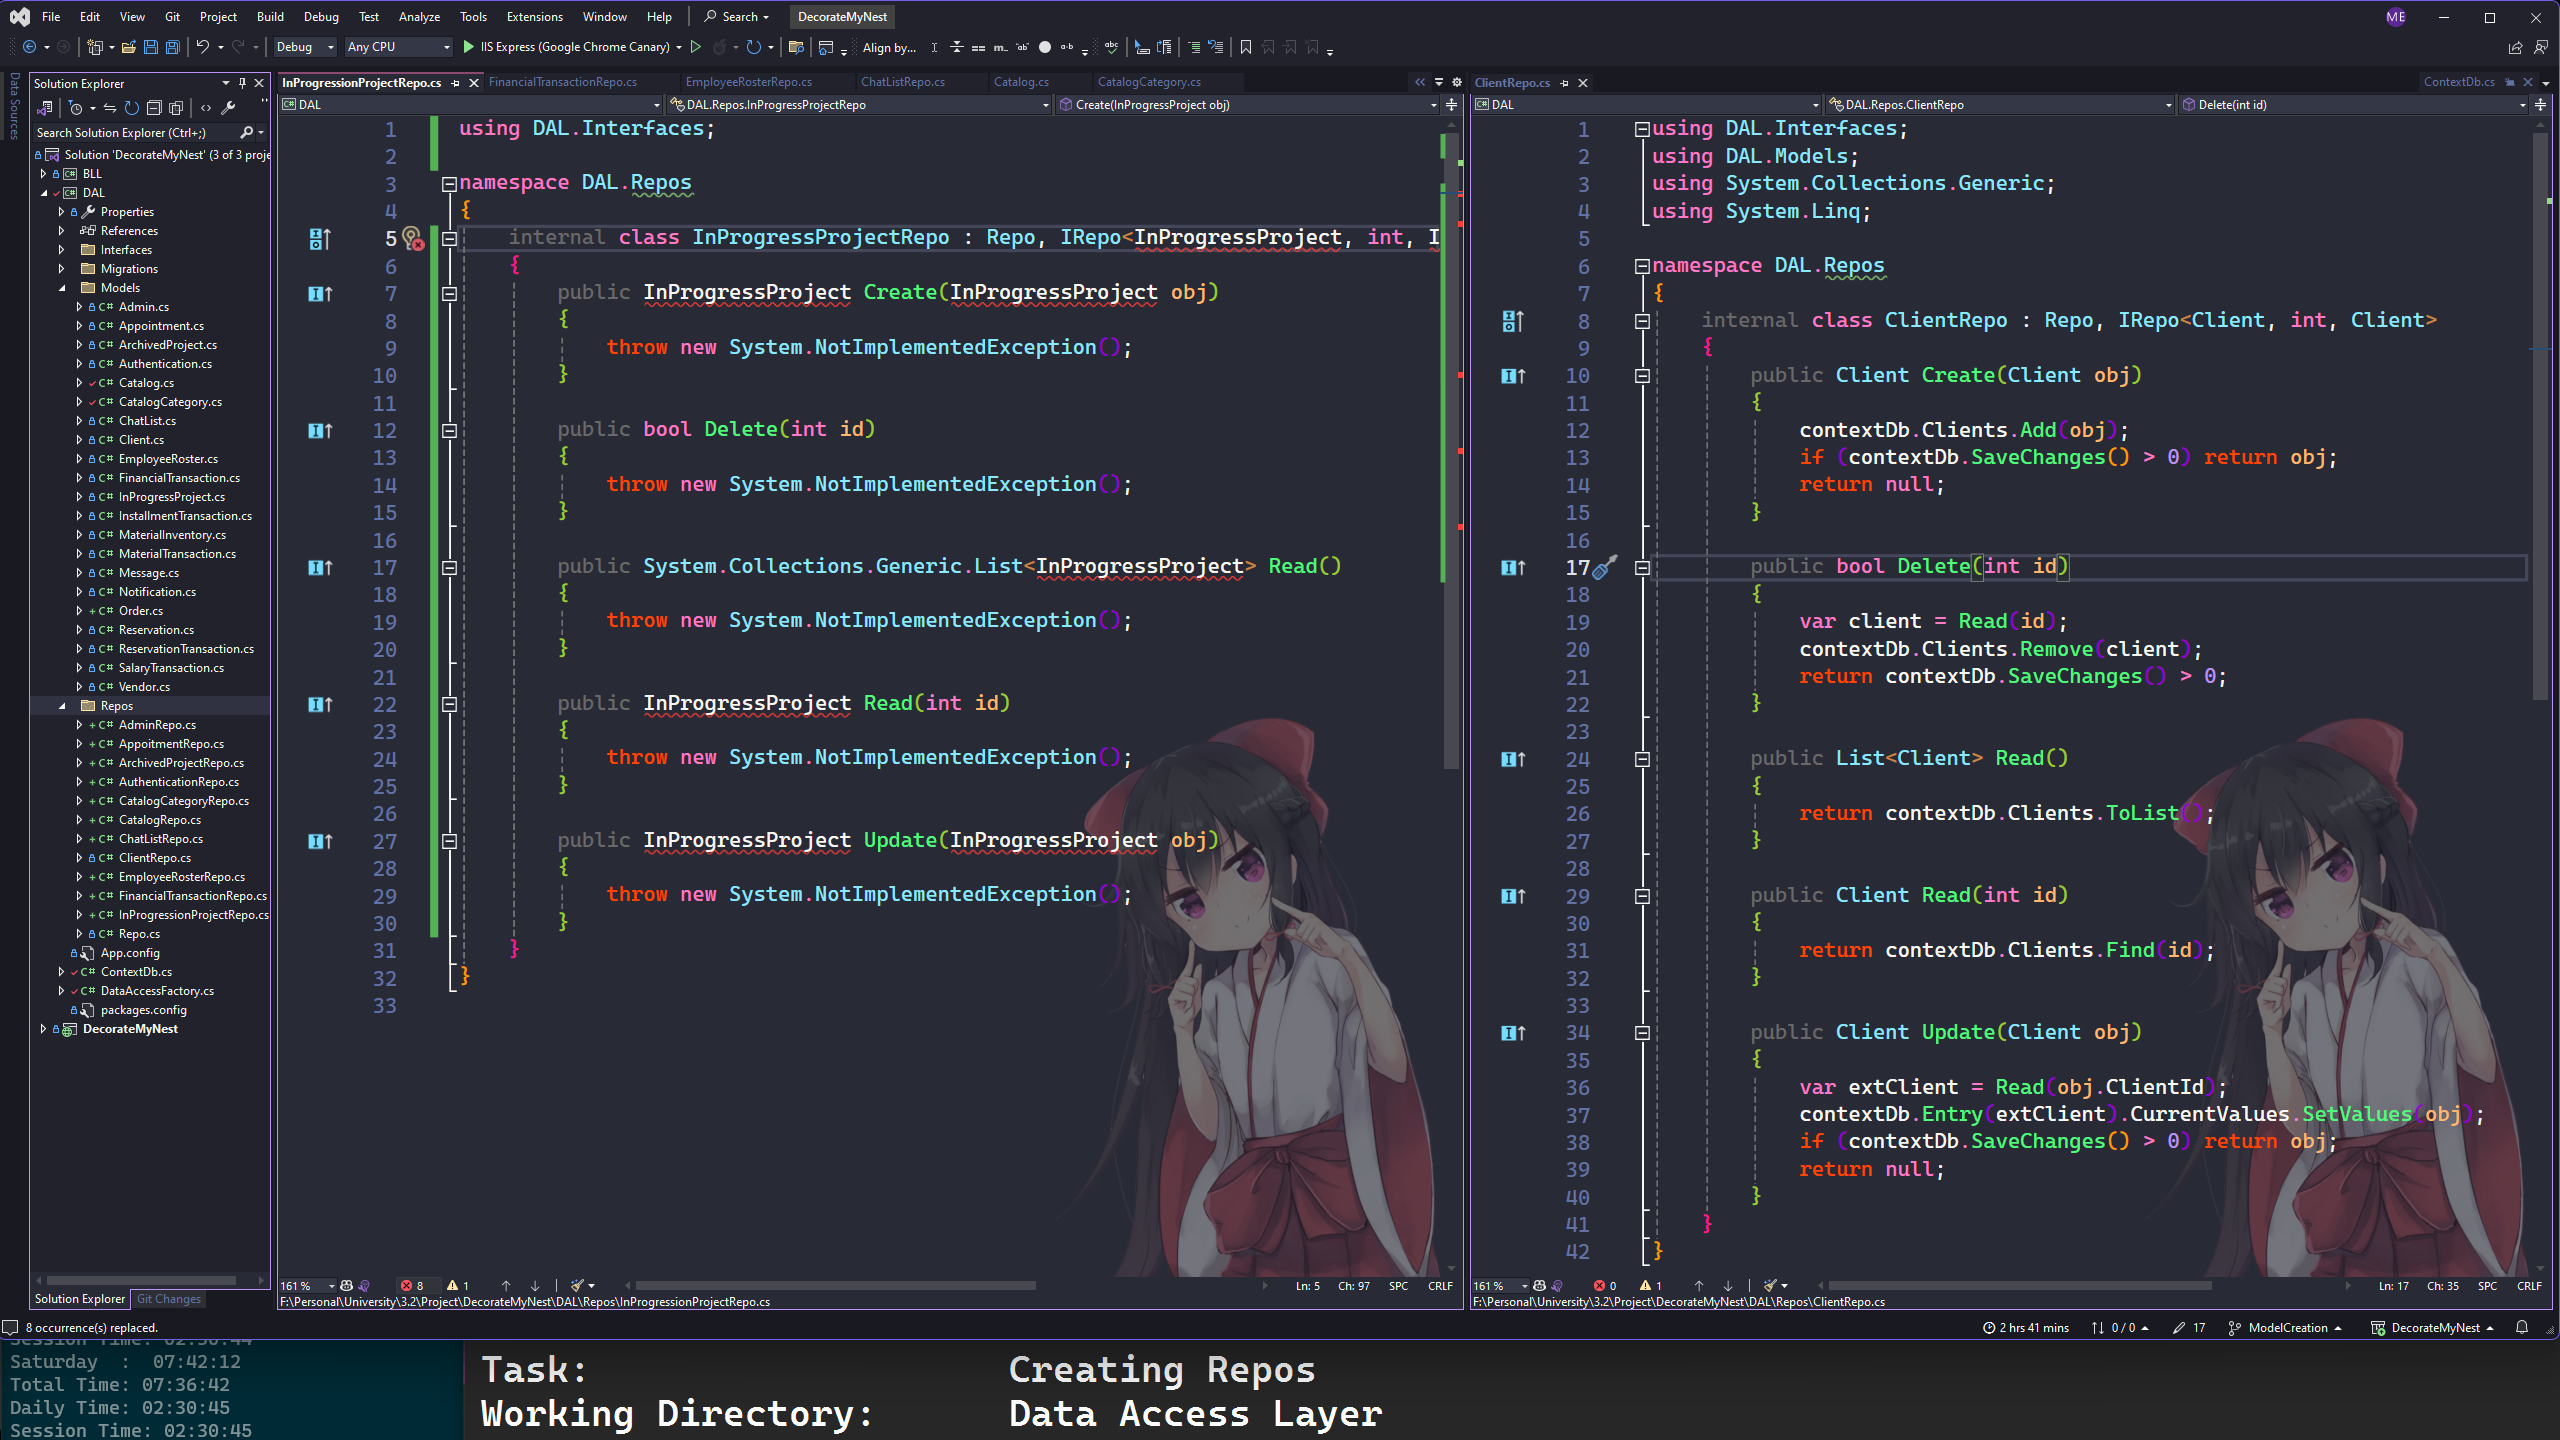 File Edit View Git Project Build Debug Test Analyze Tools Extensions Window Help Search DecorateMyNest ME
Debug Any CPU IIS Express (Google Chrome Canary) Align by...
Data Sources
Solution Explorer
Search Solution Explorer (Ctrl+;)
Solution 'DecorateMyNest' (3 of 3 proje
BLL
DAL
Properties
References
Interfaces
Migrations
Models
C# Admin.cs
C# Appointment.cs
C# ArchivedProject.cs
C# Authentication.cs
C# Catalog.cs
C# CatalogCategory.cs
C# ChatList.cs
C# Client.cs
C# EmployeeRoster.cs
C# FinancialTransaction.cs
C# InProgressProject.cs
C# InstallmentTransaction.cs
C# MaterialInventory.cs
C# MaterialTransaction.cs
C# Message.cs
C# Notification.cs
C# Order.cs
C# Reservation.cs
C# ReservationTransaction.cs
C# SalaryTransaction.cs
C# Vendor.cs
Repos
C# AdminRepo.cs
C# AppoitmentRepo.cs
C# ArchivedProjectRepo.cs
C# AuthenticationRepo.cs
C# CatalogCategoryRepo.cs
C# CatalogRepo.cs
C# ChatListRepo.cs
C# ClientRepo.cs
C# EmployeeRosterRepo.cs
C# FinancialTransactionRepo.cs
C# InProgressionProjectRepo.cs
C# Repo.cs
App.config
C# ContextDb.cs
C# DataAccessFactory.cs
packages.config
DecorateMyNest
Solution Explorer Git Changes
InProgressionProjectRepo.cs FinancialTransactionRepo.cs EmployeeRosterRepo.cs ChatListRepo.cs Catalog.cs CatalogCategory.cs
DAL DAL.Repos.InProgressProjectRepo Create(InProgressProject obj)
1 using DAL.Interfaces;
2
3 namespace DAL.Repos
4 {
5 internal class InProgressProjectRepo : Repo, IRepo<InProgressProject, int, I
6 {
7 public InProgressProject Create(InProgressProject obj)
8 {
9 throw new System.NotImplementedException();
10 }
11
12 public bool Delete(int id)
13 {
14 throw new System.NotImplementedException();
15 }
16
17 public System.Collections.Generic.List<InProgressProject> Read()
18 {
19 throw new System.NotImplementedException();
20 }
21
22 public InProgressProject Read(int id)
23 {
24 throw new System.NotImplementedException();
25 }
26
27 public InProgressProject Update(InProgressProject obj)
28 {
29 throw new System.NotImplementedException();
30 }
31 }
32 }
33
161 % 8 1 Ln: 5 Ch: 97 SPC CRLF
F:\Personal\University\3.2\Project\DecorateMyNest\DAL\Repos\InProgressionProjectRepo.cs
ClientRepo.cs ContextDb.cs
DAL DAL.Repos.ClientRepo Delete(int id)
1 using DAL.Interfaces;
2 using DAL.Models;
3 using System.Collections.Generic;
4 using System.Linq;
5
6 namespace DAL.Repos
7 {
8 internal class ClientRepo : Repo, IRepo<Client, int, Client>
9 {
10 public Client Create(Client obj)
11 {
12 contextDb.Clients.Add(obj);
13 if (contextDb.SaveChanges() > 0) return obj;
14 return null;
15 }
16
17 public bool Delete(int id)
18 {
19 var client = Read(id);
20 contextDb.Clients.Remove(client);
21 return contextDb.SaveChanges() > 0;
22 }
23
24 public List<Client> Read()
25 {
26 return contextDb.Clients.ToList();
27 }
28
29 public Client Read(int id)
30 {
31 return contextDb.Clients.Find(id);
32 }
33
34 public Client Update(Client obj)
35 {
36 var extClient = Read(obj.ClientId);
37 contextDb.Entry(extClient).CurrentValues.SetValues(obj);
38 if (contextDb.SaveChanges() > 0) return obj;
39 return null;
40 }
41 }
42 }
161 % 0 1 Ln: 17 Ch: 35 SPC CRLF
F:\Personal\University\3.2\Project\DecorateMyNest\DAL\Repos\ClientRepo.cs
8 occurrence(s) replaced. 2 hrs 41 mins 0 / 0 17 ModelCreation DecorateMyNest
Session Time: 02:30:44
Saturday : 07:42:12
Total Time: 07:36:42
Daily Time: 02:30:45
Session Time: 02:30:45
Task: Creating Repos
Working Directory: Data Access Layer